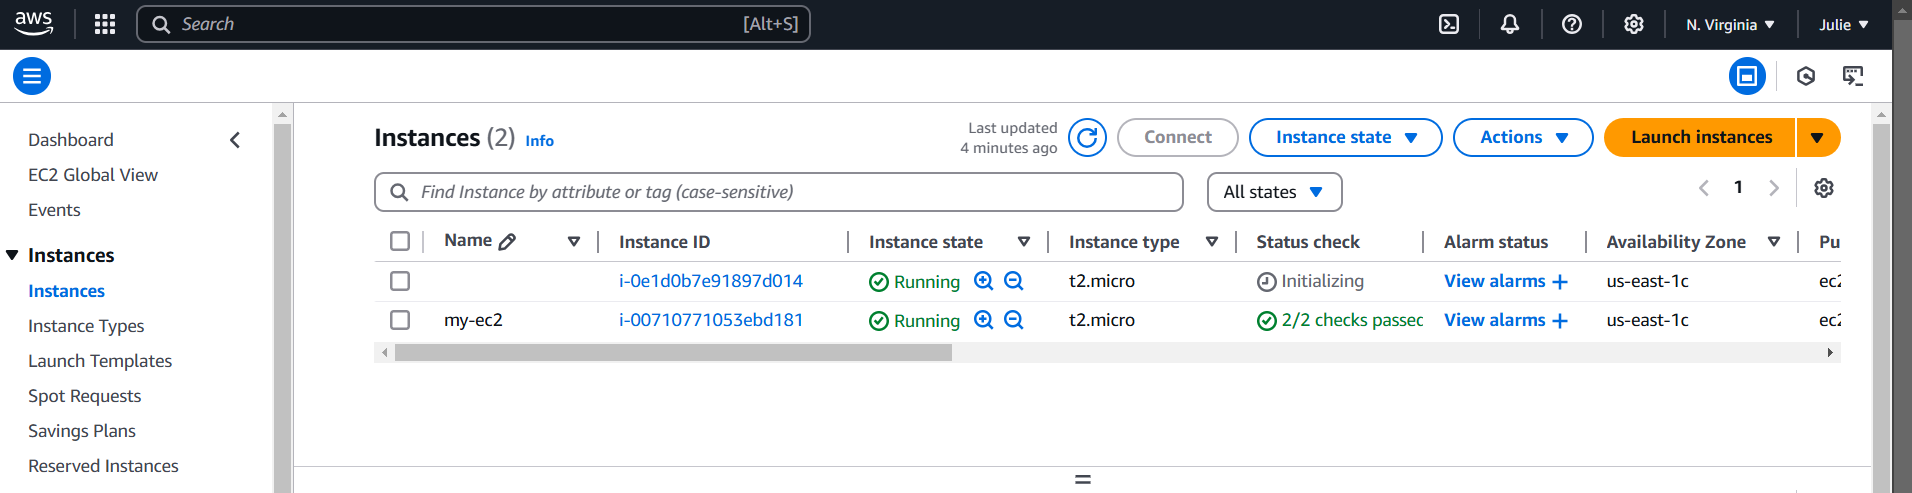 aws
Search [Alt+S] N. Virginia Julie
Dashboard
EC2 Global View
Events
Instances
Instances
Instance Types
Launch Templates
Spot Requests
Savings Plans
Reserved Instances
Instances (2) Info
Last updated
4 minutes ago
Connect Instance state Actions Launch instances
Find Instance by attribute or tag (case-sensitive) All states 1
Name Instance ID Instance state Instance type Status check Alarm status Availability Zone Pu
i-0e1d0b7e91897d014 Running t2.micro Initializing View alarms + us-east-1c ec2
my-ec2 i-00710771053ebd181 Running t2.micro 2/2 checks passed View alarms + us-east-1c ec2